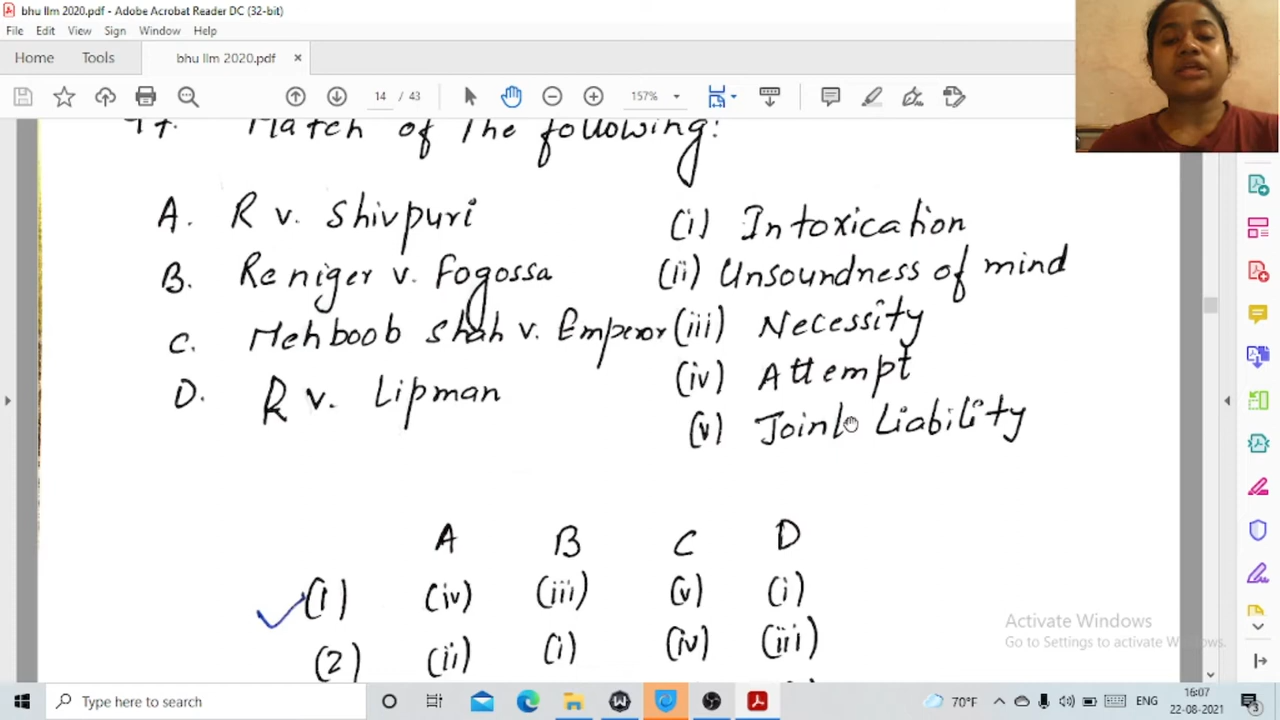 bhu llm 2020.pdf - Adobe Acrobat Reader DC (32-bit)
File Edit View Sign Window Help
Home Tools bhu llm 2020.pdf ×
14 / 43 157%
Match of the following:
A. R v. Shivpuri (i) Intoxication
B. Reniger v. Fogossa (ii) Unsoundness of mind
C. Mehboob Shah v. Emperor (iii) Necessity
D. R v. Lipman (iv) Attempt
(v) Joint Liability
A B C D
(1) (iv) (iii) (v) (i)
(2) (ii) (i) (iv) (iii)
Activate Windows
Go to Settings to activate Windows.
Type here to search 70°F ENG 16:07 22-08-2021 3